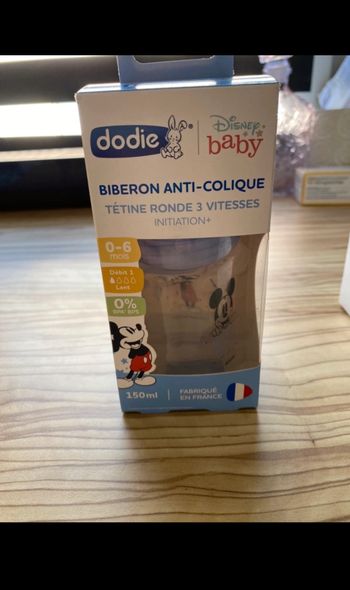 dodie®
DISNEY
baby
BIBERON ANTI-COLIQUE
TÉTINE RONDE 3 VITESSES
INITIATION+
0-6
mois
Débit 1
Lent
0%
150ml
FABRIQUÉ
EN FRANCE